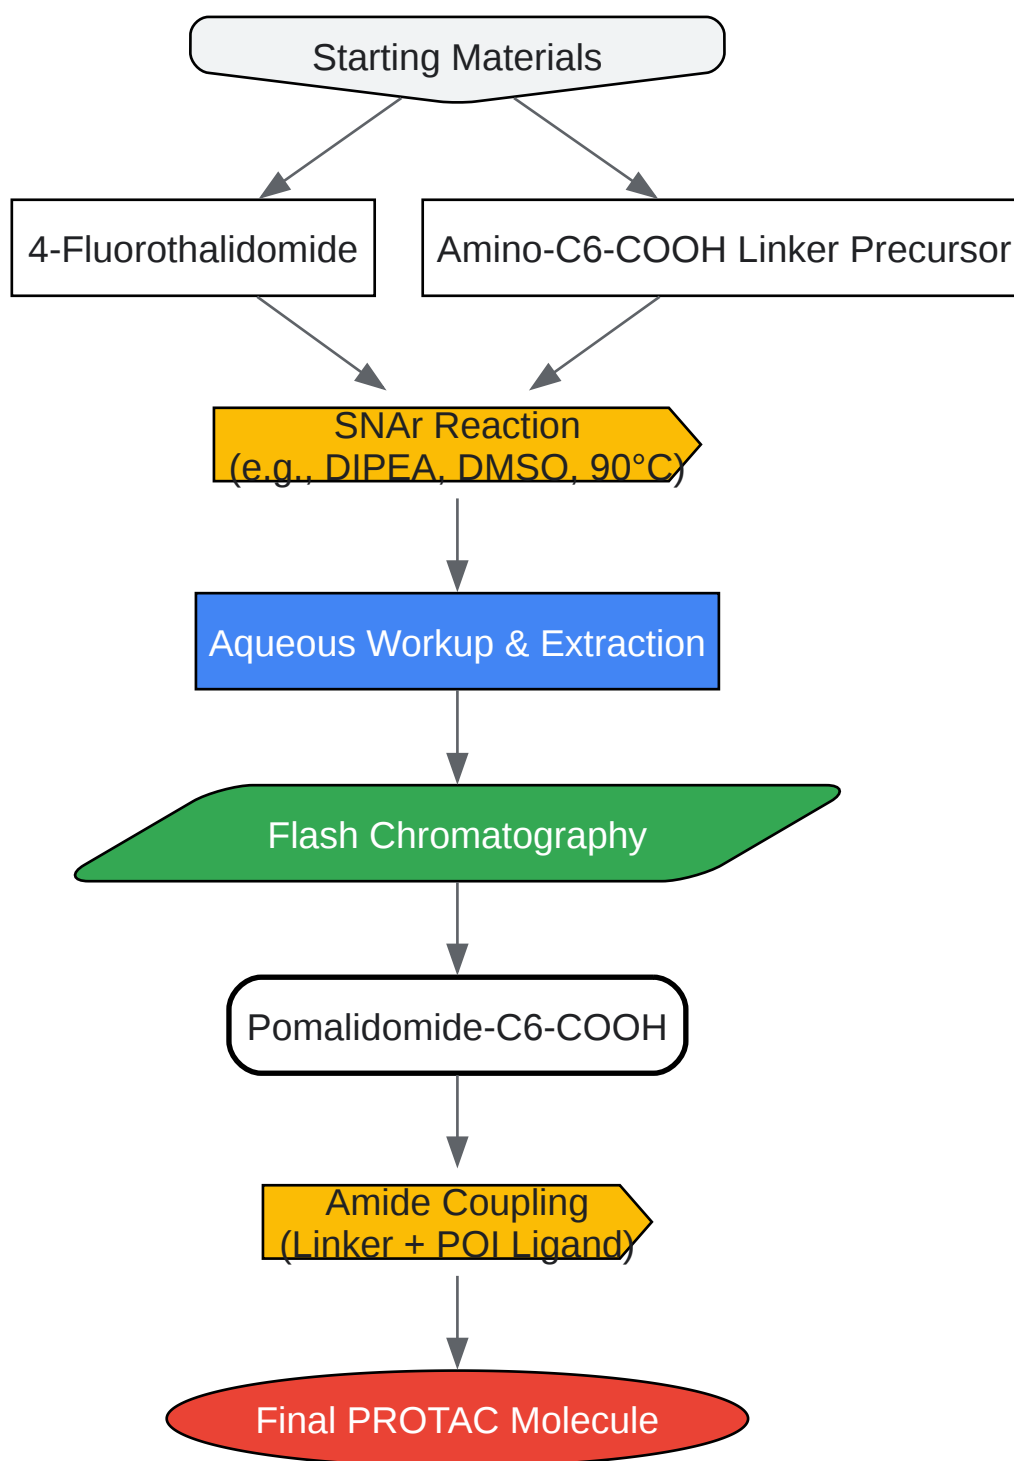 Starting Materials
4-Fluorothalidomide
Amino-C6-COOH Linker Precursor
SNAr Reaction
(e.g., DIPEA, DMSO, 90°C)
Aqueous Workup & Extraction
Flash Chromatography
Pomalidomide-C6-COOH
Amide Coupling
(Linker + POI Ligand)
Final PROTAC Molecule